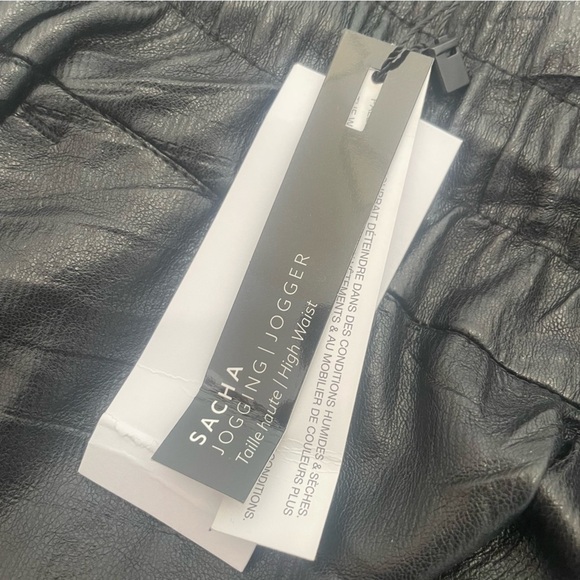 SACHA
JOGGING | JOGGER
Taille haute | High Waist
DÉTEINDRE DANS DES CONDITIONS HUMIDES & SÈCHES.
& AU MOBILIER DE COULEURS PLUS
CONDITIONS.